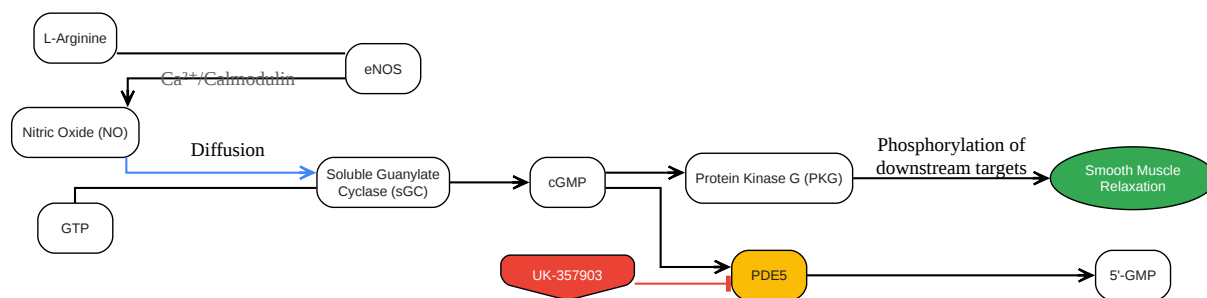 L-Arginine
eNOS
Ca²⁺/Calmodulin
Nitric Oxide (NO)
Diffusion
Soluble Guanylate
Cyclase (sGC)
GTP
cGMP
Protein Kinase G (PKG)
Phosphorylation of
downstream targets
Smooth Muscle
Relaxation
UK-357903
PDE5
5'-GMP